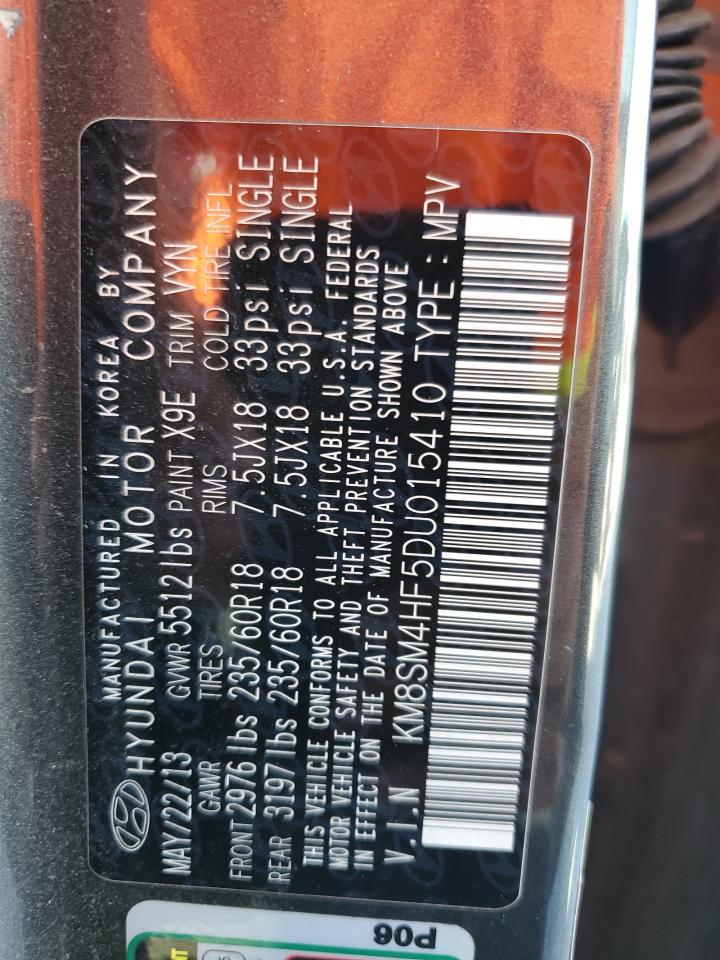 MANUFACTURED IN KOREA BY
HYUNDAI MOTOR COMPANY
MAY/22/13 GVWR 5512lbs PAINT X9E TRIM VYN
GAWR TIRES RIMS COLD TIRE INFL
FRONT 2976lbs 235/60R18 7.5JX18 33psi SINGLE
REAR 3197lbs 235/60R18 7.5JX18 33psi SINGLE
THIS VEHICLE CONFORMS TO ALL APPLICABLE U.S.A. FEDERAL
MOTOR VEHICLE SAFETY AND THEFT PREVENTION STANDARDS
IN EFFECT ON THE DATE OF MANUFACTURE SHOWN ABOVE
V.I.N KM8SM4HF5DU015410 TYPE : MPV
P06